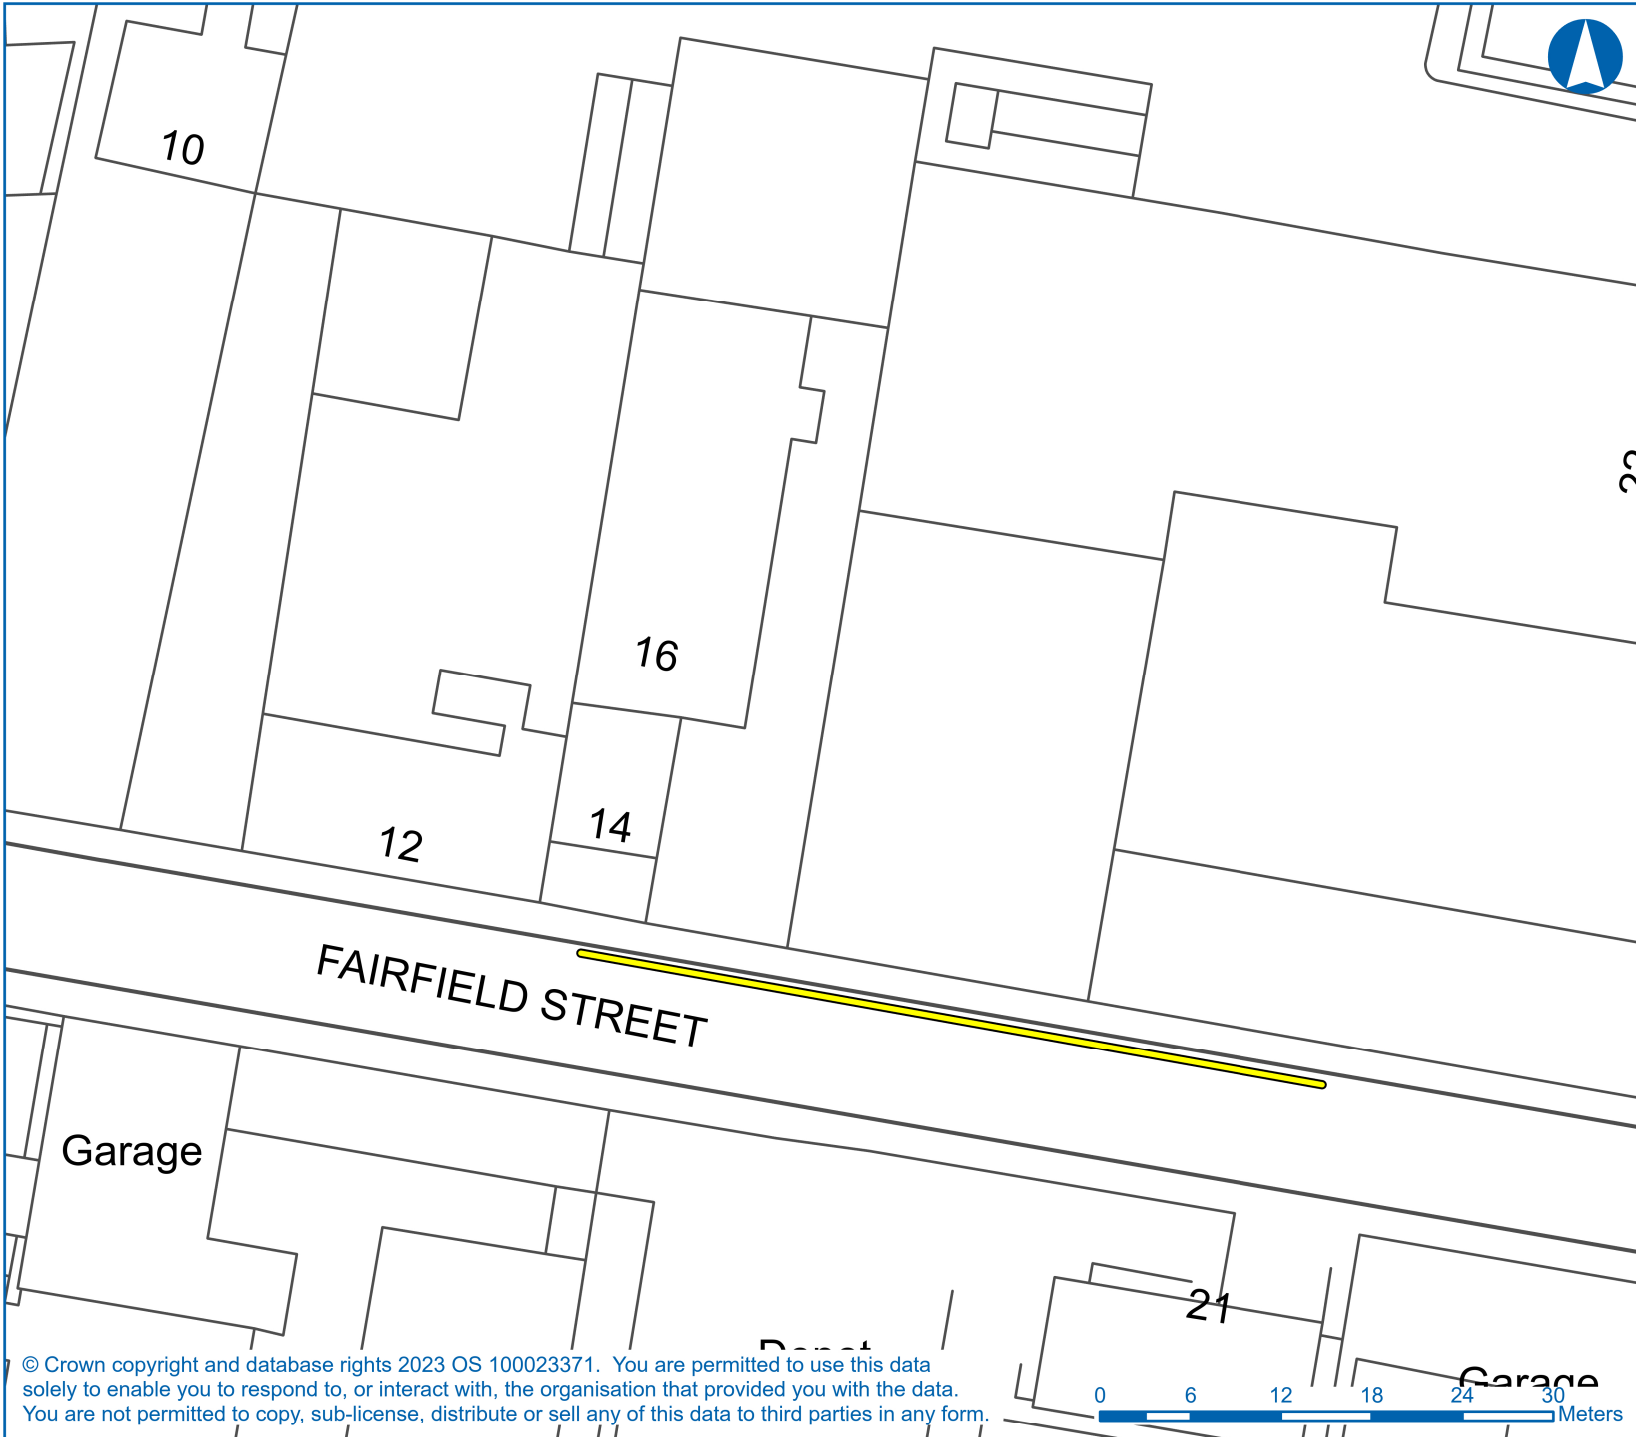 10
22
16
14
12
FAIRFIELD STREET
Garage
21
Depot
Garage
© Crown copyright and database rights 2023 OS 100023371. You are permitted to use this data
solely to enable you to respond to, or interact with, the organisation that provided you with the data.
You are not permitted to copy, sub-license, distribute or sell any of this data to third parties in any form.
0 6 12 18 24 30
Meters